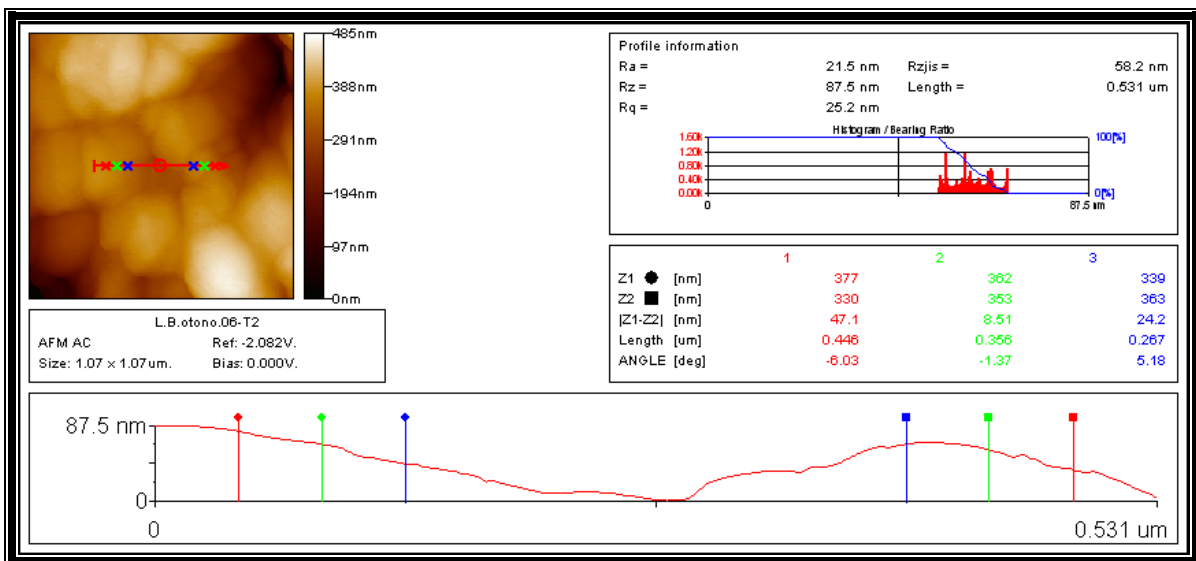 485nm
388nm
291nm
194nm
97nm
0nm
L.B.otono.06-T2
AFM AC Ref: -2.082V.
Size: 1.07 x 1.07um. Bias: 0.000V.
Profile information
Ra = 21.5 nm Rzjis = 58.2 nm
Rz = 87.5 nm Length = 0.531 um
Rq = 25.2 nm
Histogram / Bearing Ratio
1.60k 100[%]
1.20k
0.80k
0.40k
0.00k 0[%]
0 87.5 nm
1 2 3
Z1 [nm] 377 362 339
Z2 [nm] 330 353 363
|Z1-Z2| [nm] 47.1 8.51 24.2
Length [um] 0.446 0.356 0.267
ANGLE [deg] -6.03 -1.37 5.18
87.5 nm
0
0 0.531 um